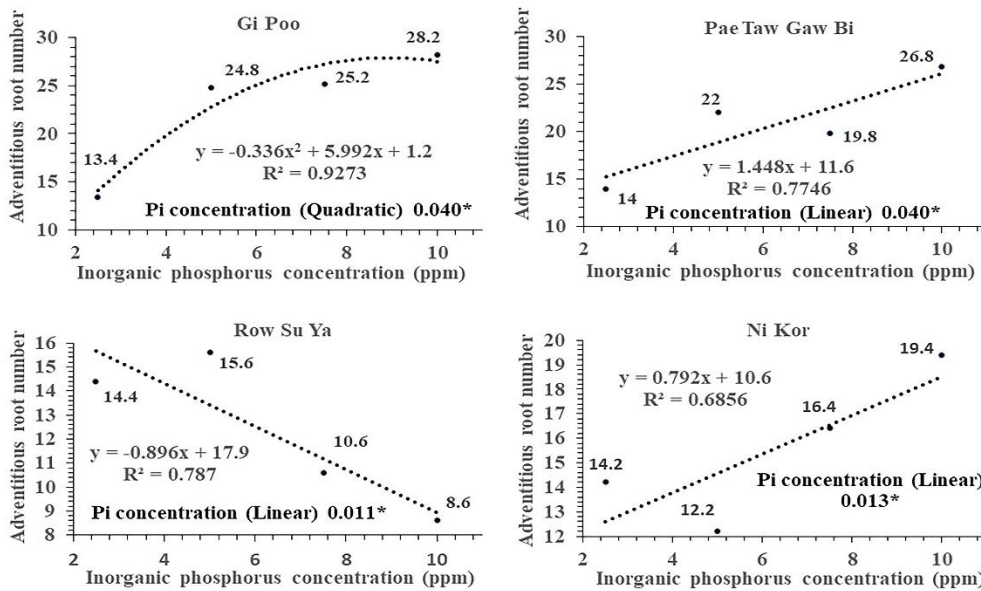 Gi Poo
Adventitious root number
30
25
20
15
10
13.4
24.8
25.2
28.2
y = -0.336x² + 5.992x + 1.2
R² = 0.9273
Pi concentration (Quadratic) 0.040*
2 4 6 8 10
Inorganic phosphorus concentration (ppm)
Pae Taw Gaw Bi
Adventitious root number
30
25
20
15
10
14
22
19.8
26.8
y = 1.448x + 11.6
R² = 0.7746
Pi concentration (Linear) 0.040*
2 4 6 8 10
Inorganic phosphorus concentration (ppm)
Row Su Ya
Adventitious root number
16
15
14
13
12
11
10
9
8
14.4
15.6
10.6
8.6
y = -0.896x + 17.9
R² = 0.787
Pi concentration (Linear) 0.011*
2 4 6 8 10
Inorganic phosphorus concentration (ppm)
Ni Kor
Adventitious root number
20
19
18
17
16
15
14
13
12
14.2
12.2
16.4
19.4
y = 0.792x + 10.6
R² = 0.6856
Pi concentration (Linear)
0.013*
2 4 6 8 10
Inorganic phosphorus concentration (ppm)